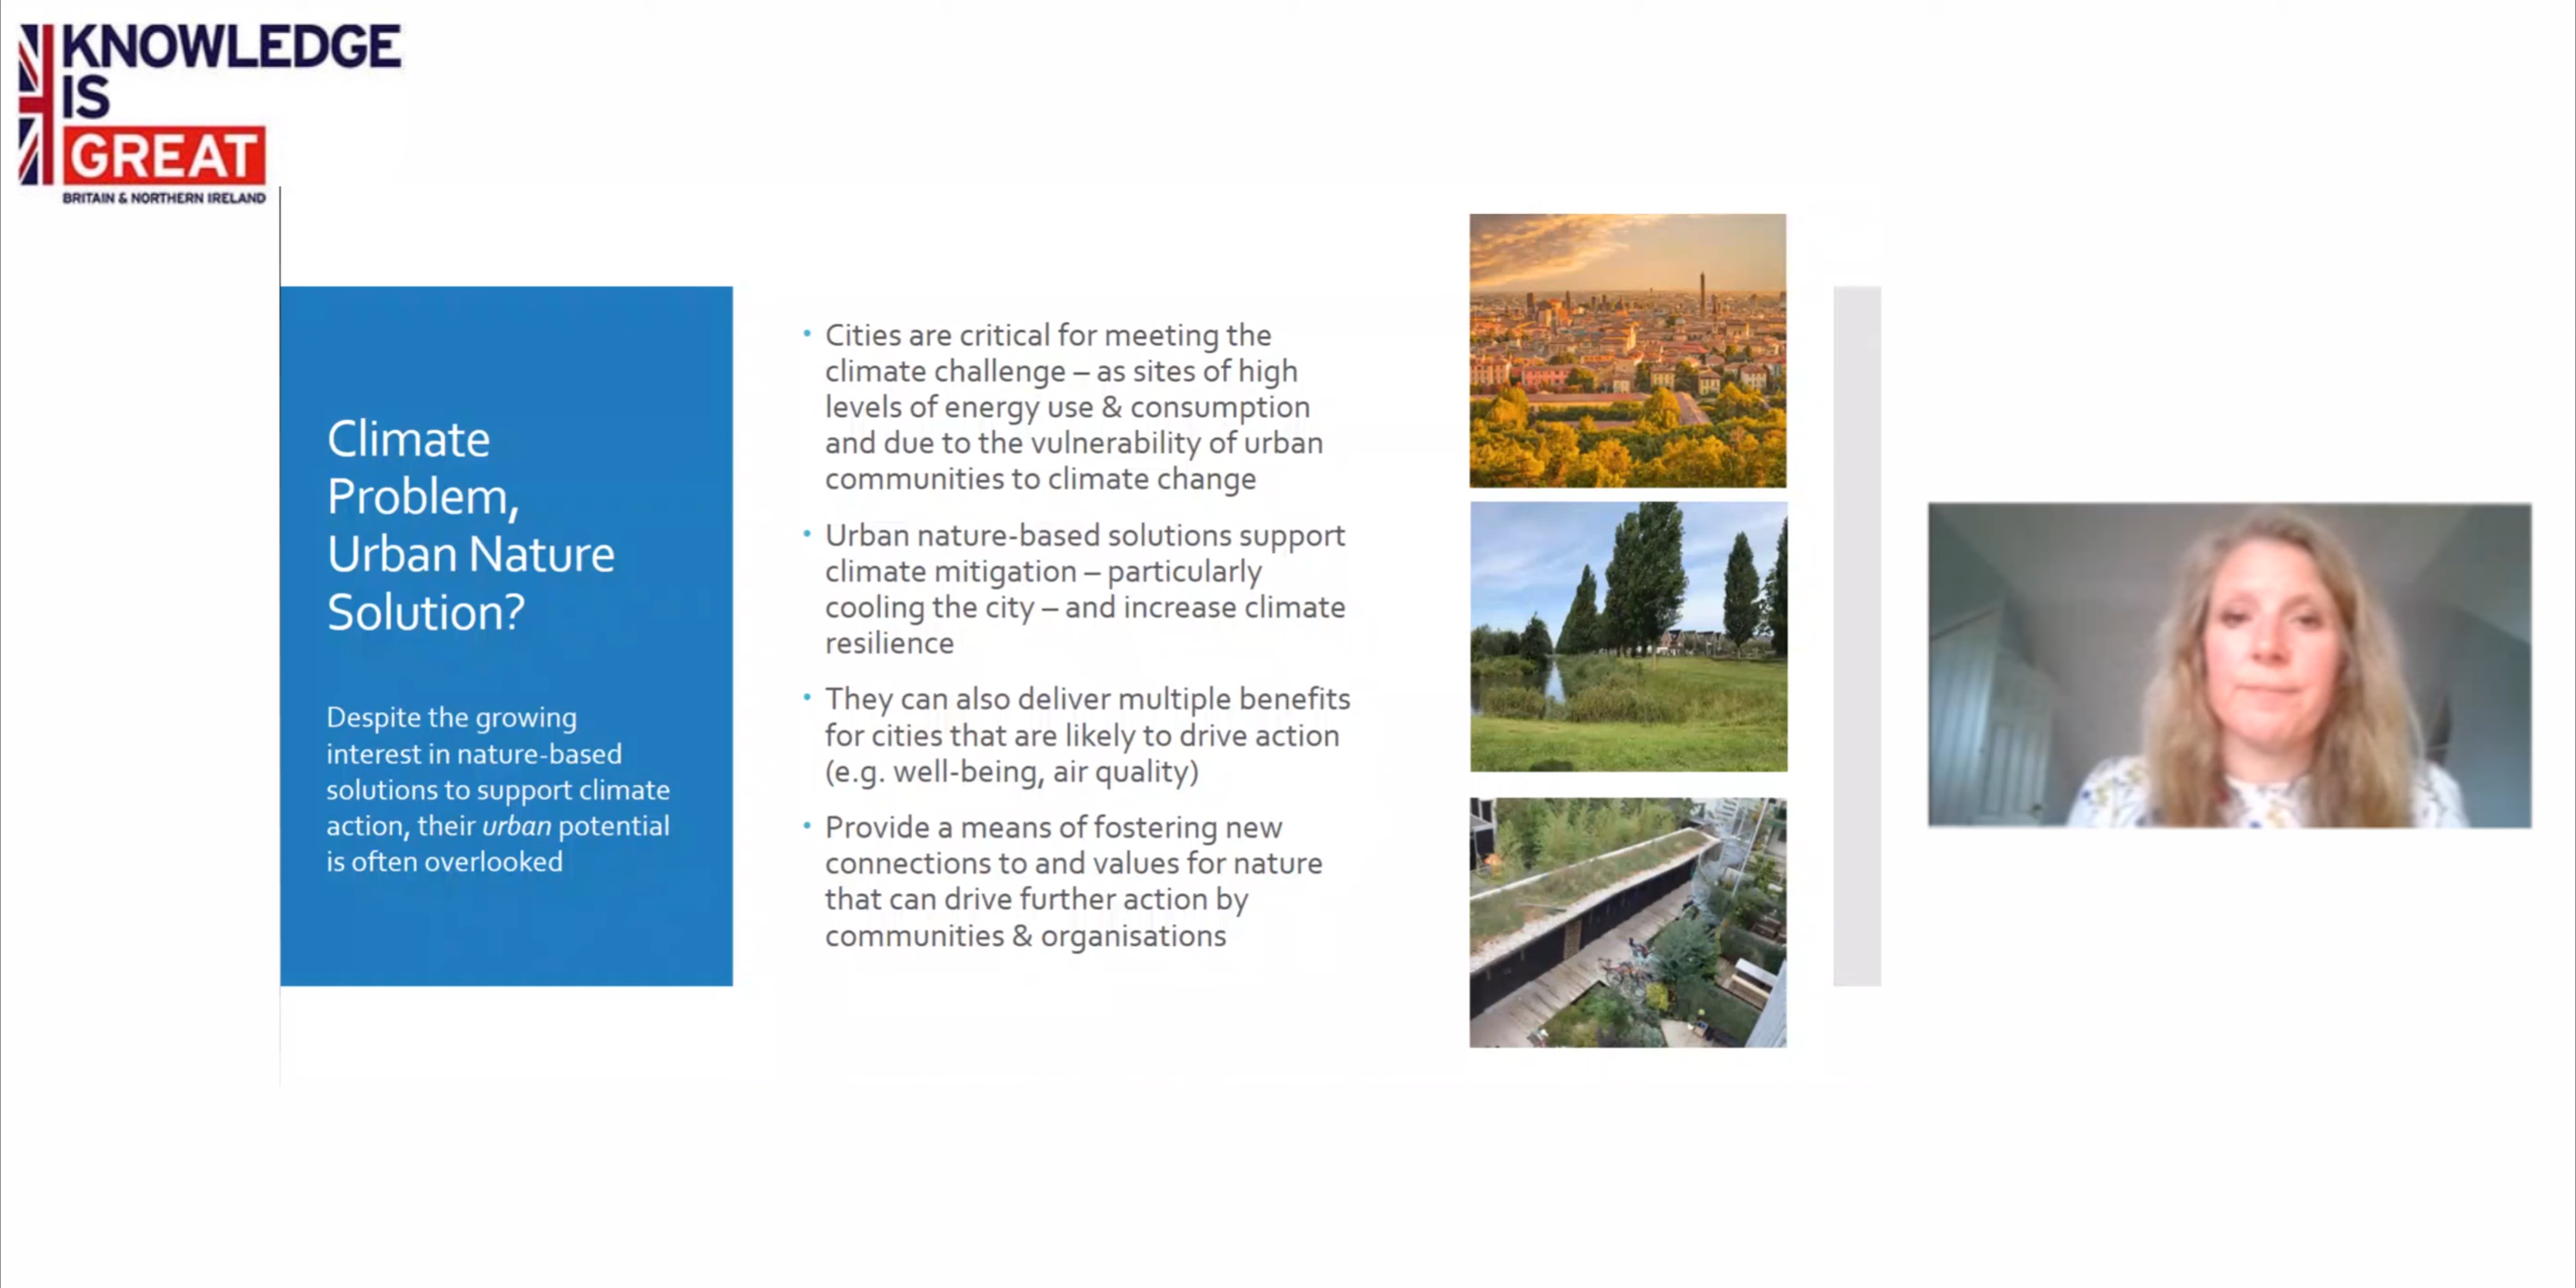 KNOWLEDGE
IS
GREAT
BRITAIN & NORTHERN IRELAND
Climate
Problem,
Urban Nature
Solution?
Despite the growing
interest in nature-based
solutions to support climate
action, their urban potential
is often overlooked
• Cities are critical for meeting the
climate challenge – as sites of high
levels of energy use & consumption
and due to the vulnerability of urban
communities to climate change
• Urban nature-based solutions support
climate mitigation – particularly
cooling the city – and increase climate
resilience
• They can also deliver multiple benefits
for cities that are likely to drive action
(e.g. well-being, air quality)
• Provide a means of fostering new
connections to and values for nature
that can drive further action by
communities & organisations